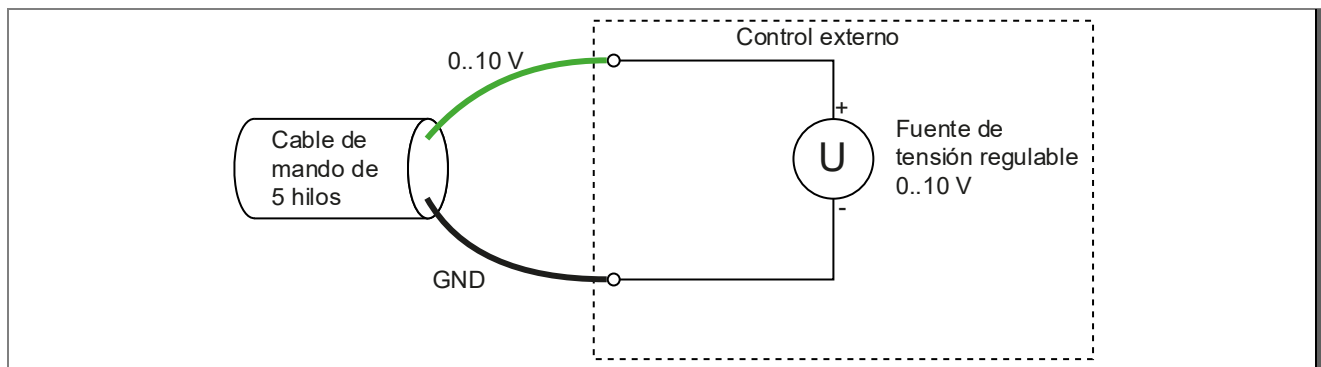 Control externo
0..10 V
+
Cable de
mando de
5 hilos
U
Fuente de
tensión regulable
0..10 V
-
GND